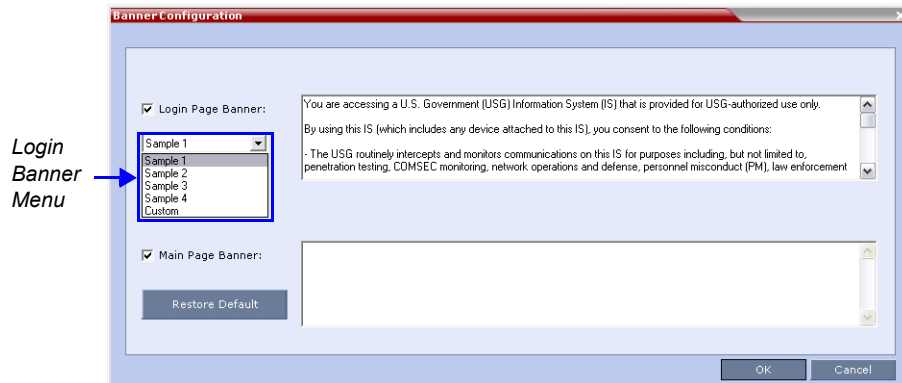 Banner Configuration
Login Page Banner:
You are accessing a U.S. Government (USG) Information System (IS) that is provided for USG-authorized use only.
By using this IS (which includes any device attached to this IS), you consent to the following conditions:
- The USG routinely intercepts and monitors communications on this IS for purposes including, but not limited to,
penetration testing, COMSEC monitoring, network operations and defense, personnel misconduct (PM), law enforcement
Login
Banner
Menu
Sample 1
Sample 1
Sample 2
Sample 3
Sample 4
Custom
Main Page Banner:
Restore Default
OK
Cancel